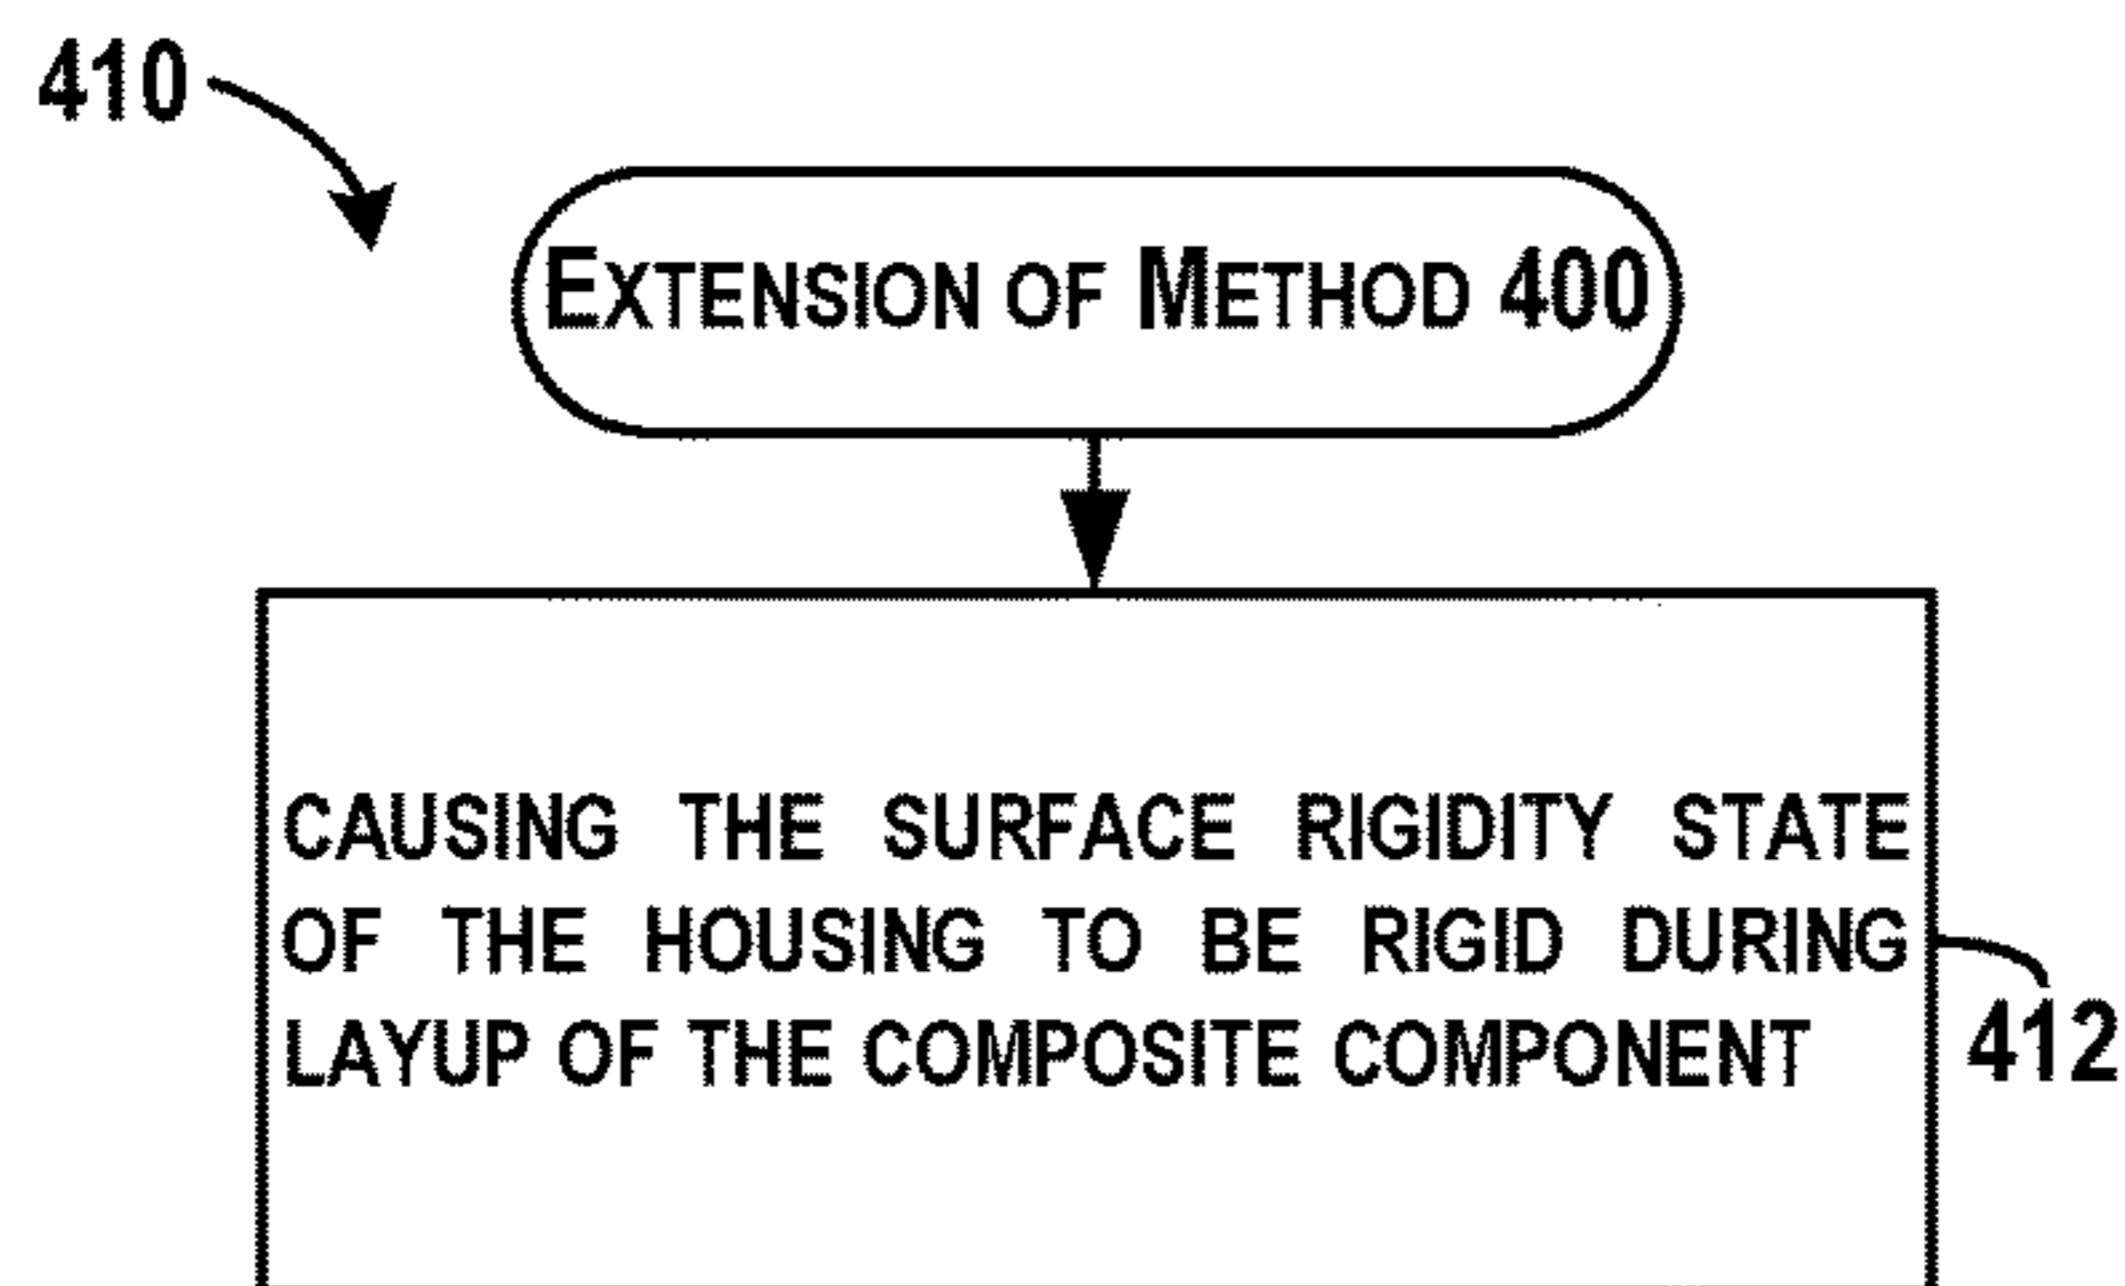 410
EXTENSION OF METHOD 400
CAUSING THE SURFACE RIGIDITY STATE
OF THE HOUSING TO BE RIGID DURING
LAYUP OF THE COMPOSITE COMPONENT
412